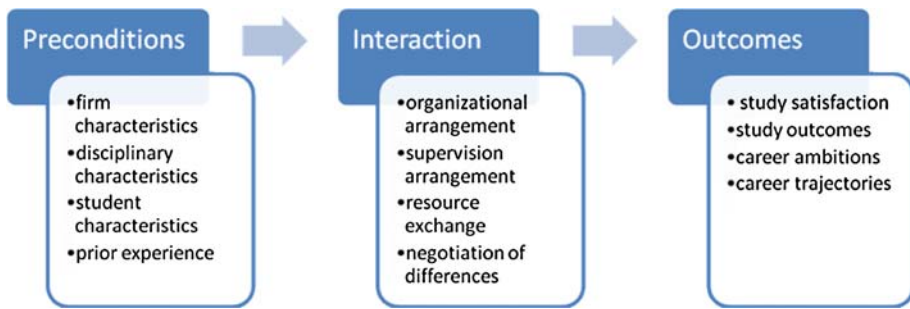 Preconditions
•firm
characteristics
•disciplinary
characteristics
•student
characteristics
•prior experience
Interaction
•organizational
arrangement
•supervision
arrangement
•resource
exchange
•negotiation of
differences
Outcomes
• study satisfaction
•study outcomes
•career ambitions
•career trajectories